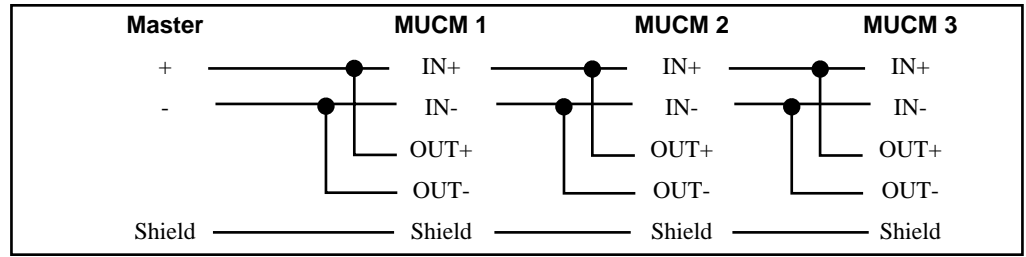 Master MUCM 1 MUCM 2 MUCM 3
+ IN+ IN+ IN+
- IN- IN- IN-
OUT+ OUT+ OUT+
OUT- OUT- OUT-
Shield Shield Shield Shield